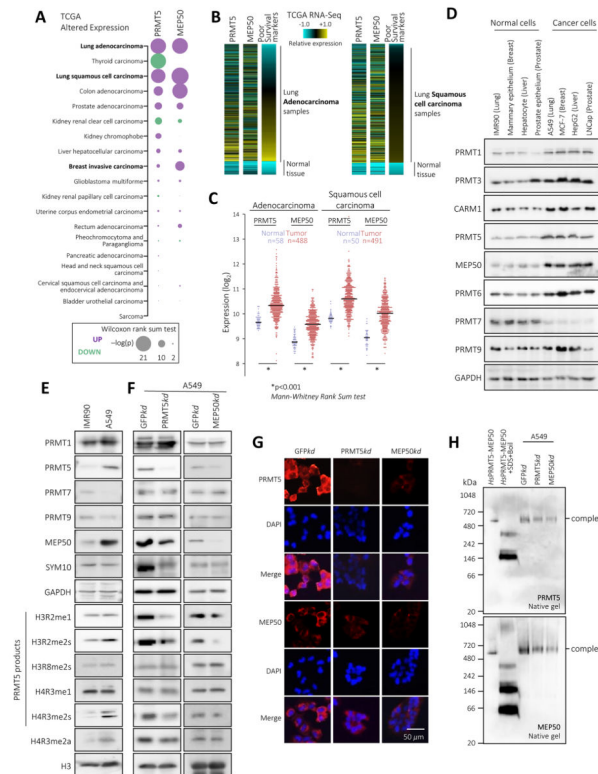 A
TCGA
Altered Expression
PRMT5
MEP50
Lung adenocarcinoma
Thyroid carcinoma
Lung squamous cell carcinoma
Colon adenocarcinoma
Prostate adenocarcinoma
Kidney renal clear cell carcinoma
Kidney chromophobe
Liver hepatocellular carcinoma
Breast invasive carcinoma
Glioblastoma multiforme
Kidney renal papillary cell carcinoma
Uterine corpus endometrial carcinoma
Rectum adenocarcinoma
Pheochromocytoma and
Paraganglioma
Pancreatic adenocarcinoma
Head and neck squamous cell
carcinoma
Cervical squamous cell carcinoma and
endocervical adenocarcinoma
Bladder urothelial carcinoma
Sarcoma
Wilcoxon rank sum test
UP
DOWN
−log(p)
21 10 2
B
TCGA RNA-Seq
-1.0 1.0
Relative expression
PRMT5
MEP50
Poor
Survival
markers
Lung
Adenocarcinoma
samples
Normal
tissue
PRMT5
MEP50
Poor
Survival
markers
Lung Squamous
cell carcinoma
samples
Normal
tissue
C
Adenocarcinoma
Squamous cell
carcinoma
PRMT5 MEP50 PRMT5 MEP50
Normal Tumor
n=58 n=488
Normal Tumor
n=50 n=491
Expression (log2)
14
13
12
11
10
9
8
* * * *
*p<0.001
Mann-Whitney Rank Sum test
D
Normal cells Cancer cells
IMR90 (Lung)
Mammary epithelium (Breast)
Hepatocyte (Liver)
Prostate epithelium (Prostate)
A549 (Lung)
MCF-7 (Breast)
HepG2 (Liver)
LNCap (Prostate)
PRMT1
PRMT3
CARM1
PRMT5
MEP50
PRMT6
PRMT7
PRMT9
GAPDH
E
IMR90
A549
F
A549
GFPkd
PRMT5kd
GFPkd
MEP50kd
PRMT1
PRMT5
PRMT7
PRMT9
MEP50
SYM10
GAPDH
PRMT5 products
H3R2me1
H3R2me2s
H3R8me2s
H4R3me1
H4R3me2s
H4R3me2a
H3
G
GFPkd PRMT5kd MEP50kd
PRMT5
DAPI
Merge
MEP50
DAPI
Merge
50 µm
H
HsPRMT5-MEP50
HsPRMT5-MEP50
+SDS+Boil
A549
GFPkd
PRMT5kd
MEP50kd
kDa
1048
720
480
242
146
66
20
comple
PRMT5
Native gel
1048
720
480
242
146
66
20
comple
MEP50
Native gel